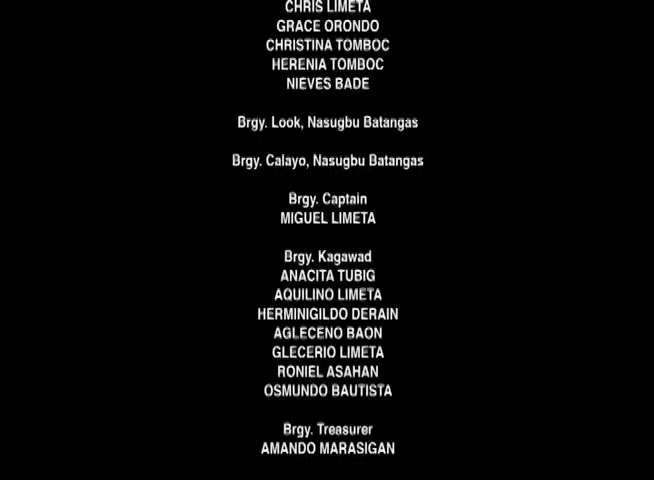 CHRIS LIMETA
GRACE ORONDO
CHRISTINA TOMBOC
HERENIA TOMBOC
NIEVES BADE
Brgy. Look, Nasugbu Batangas
Brgy. Calayo, Nasugbu Batangas
Brgy. Captain
MIGUEL LIMETA
Brgy. Kagawad
ANACITA TUBIG
AQUILINO LIMETA
HERMINIGILDO DERAIN
AGLECENO BAON
GLECERIO LIMETA
RONIEL ASAHAN
OSMUNDO BAUTISTA
Brgy. Treasurer
AMANDO MARASIGAN